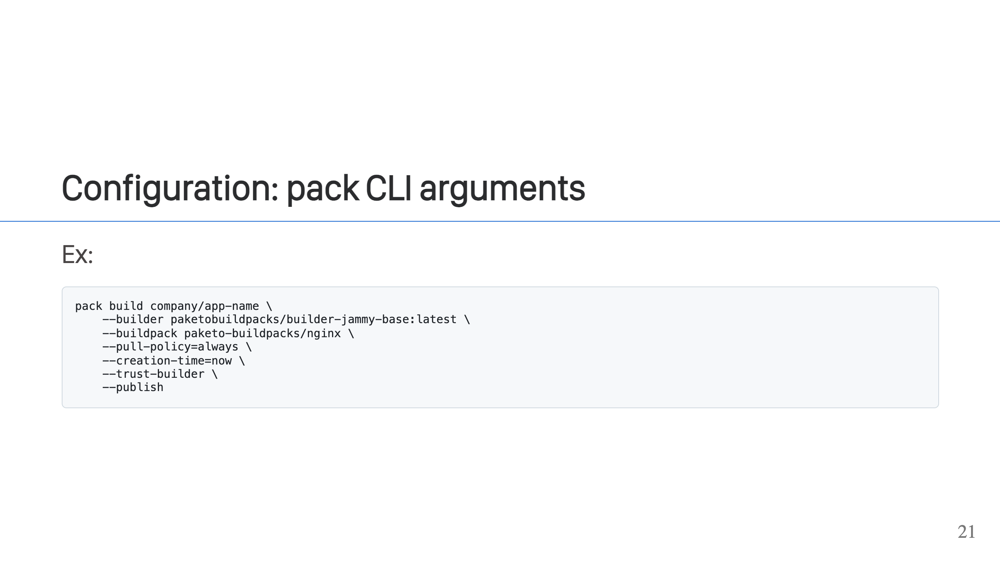 Configuration: pack CLI arguments
Ex:
pack build company/app-name \
    --builder paketobuildpacks/builder-jammy-base:latest \
    --buildpack paketo-buildpacks/nginx \
    --pull-policy=always \
    --creation-time=now \
    --trust-builder \
    --publish
21